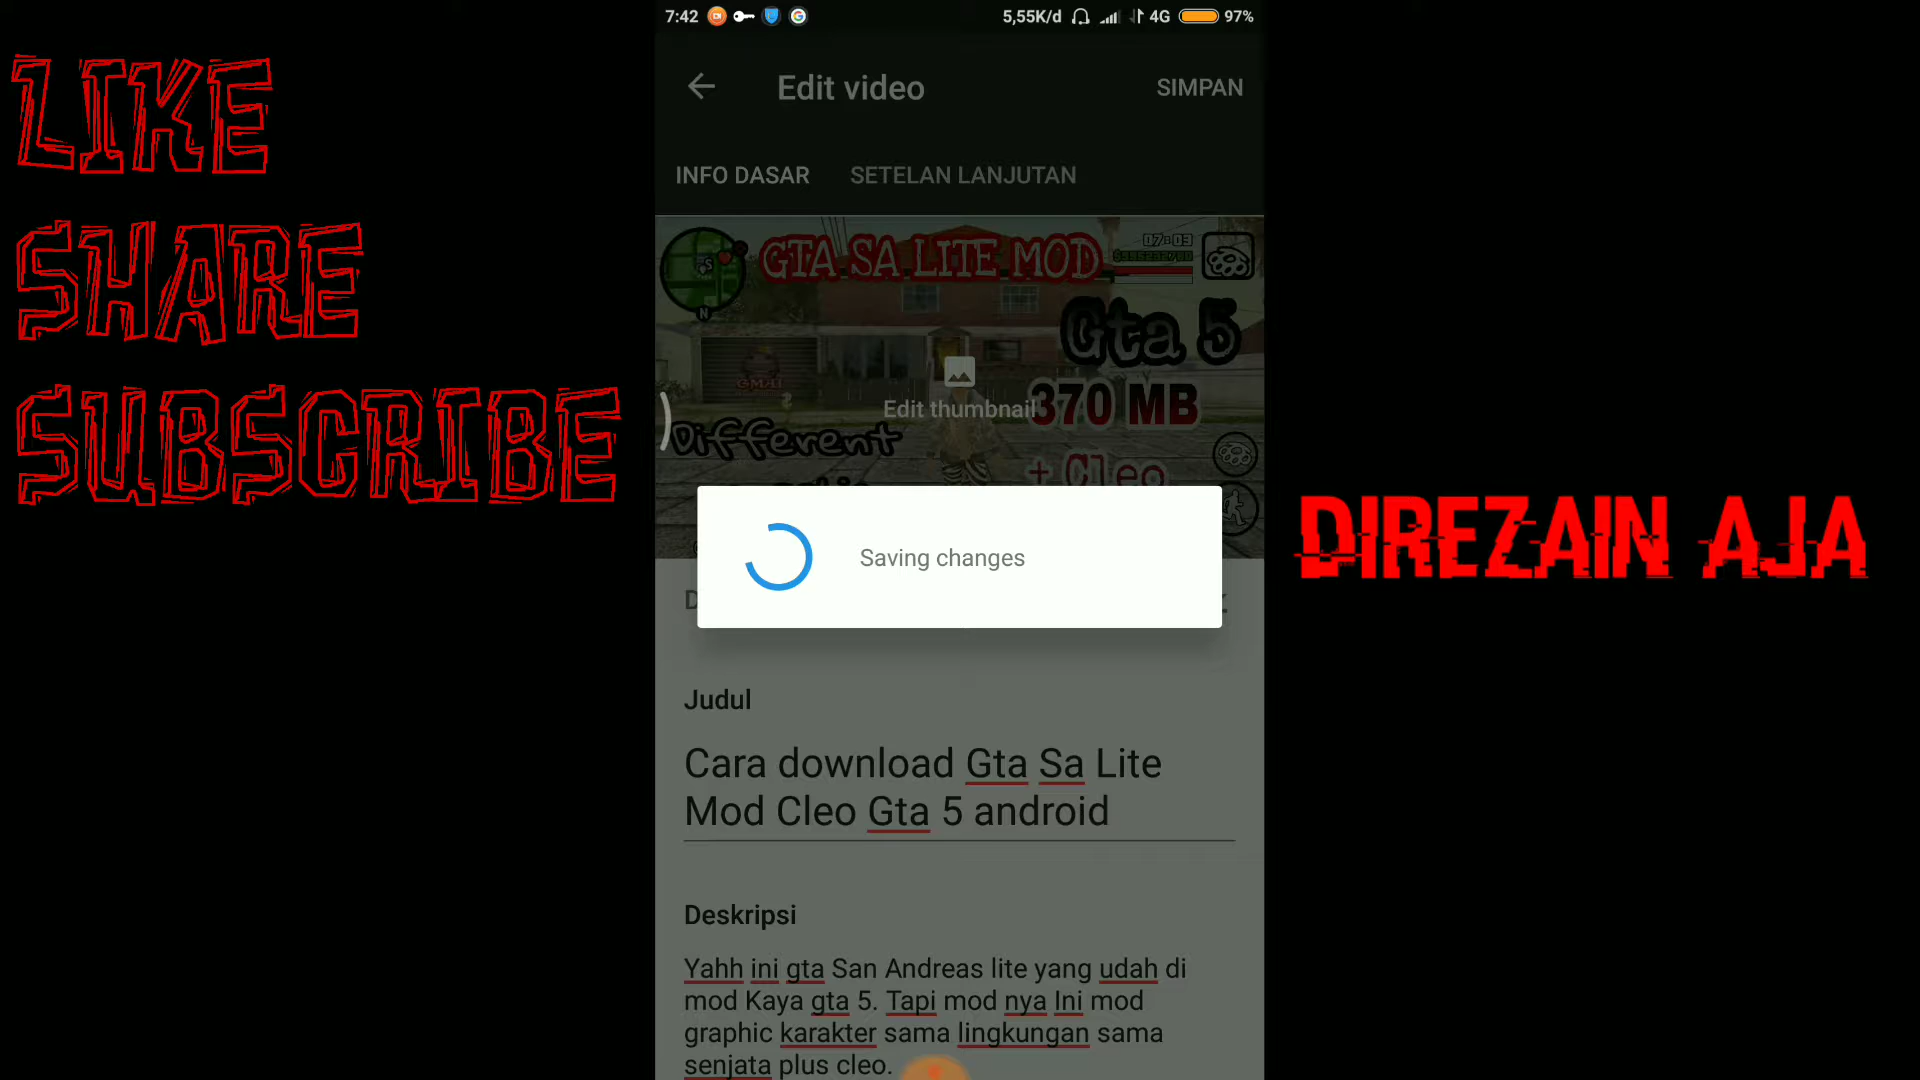 7:42
5,55K/d
4G
97%
LIKE
SHARE
SUBSCRIBE
DIREZAIN AJA
Edit video
SIMPAN
INFO DASAR
SETELAN LANJUTAN
GTA SA LITE MOD
07:03
N
Gta 5
GMAI
Edit thumbnail
370 MB
Different
+ Cleo
Saving changes
Judul
Cara download Gta Sa Lite
Mod Cleo Gta 5 android
Deskripsi
Yahh ini gta San Andreas lite yang udah di
mod Kaya gta 5. Tapi mod nya Ini mod
graphic karakter sama lingkungan sama
senjata plus cleo.